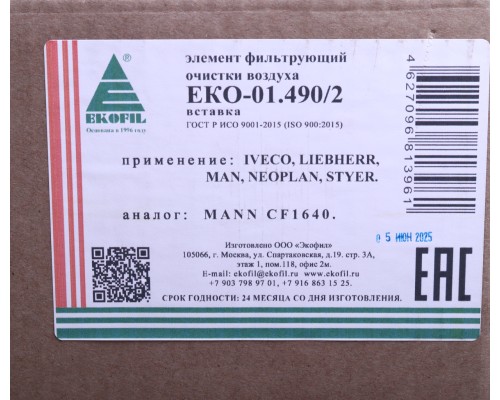 EKOFIL
®
Основана в 1996 году
элемент фильтрующий
очистки воздуха
ЕКО-01.490/2
вставка
ГОСТ Р ИСО 9001-2015 (ISO 900:2015)
применение: IVECO, LIEBHERR,
MAN, NEOPLAN, STYER.
аналог: MANN CF1640.
4627096813961
5 ИЮН 2025
Изготовлено ООО «Экофил»
105066, г. Москва, ул. Спартаковская, д.19. стр. 3А,
этаж 1, пом.118, офис 2м.
E-mail: ekofil@ekofil.ru www.ekofil.ru
+7 903 798 97 01, +7 916 863 15 25.
СРОК ГОДНОСТИ: 24 МЕСЯЦА СО ДНЯ ИЗГОТОВЛЕНИЯ.
EAC